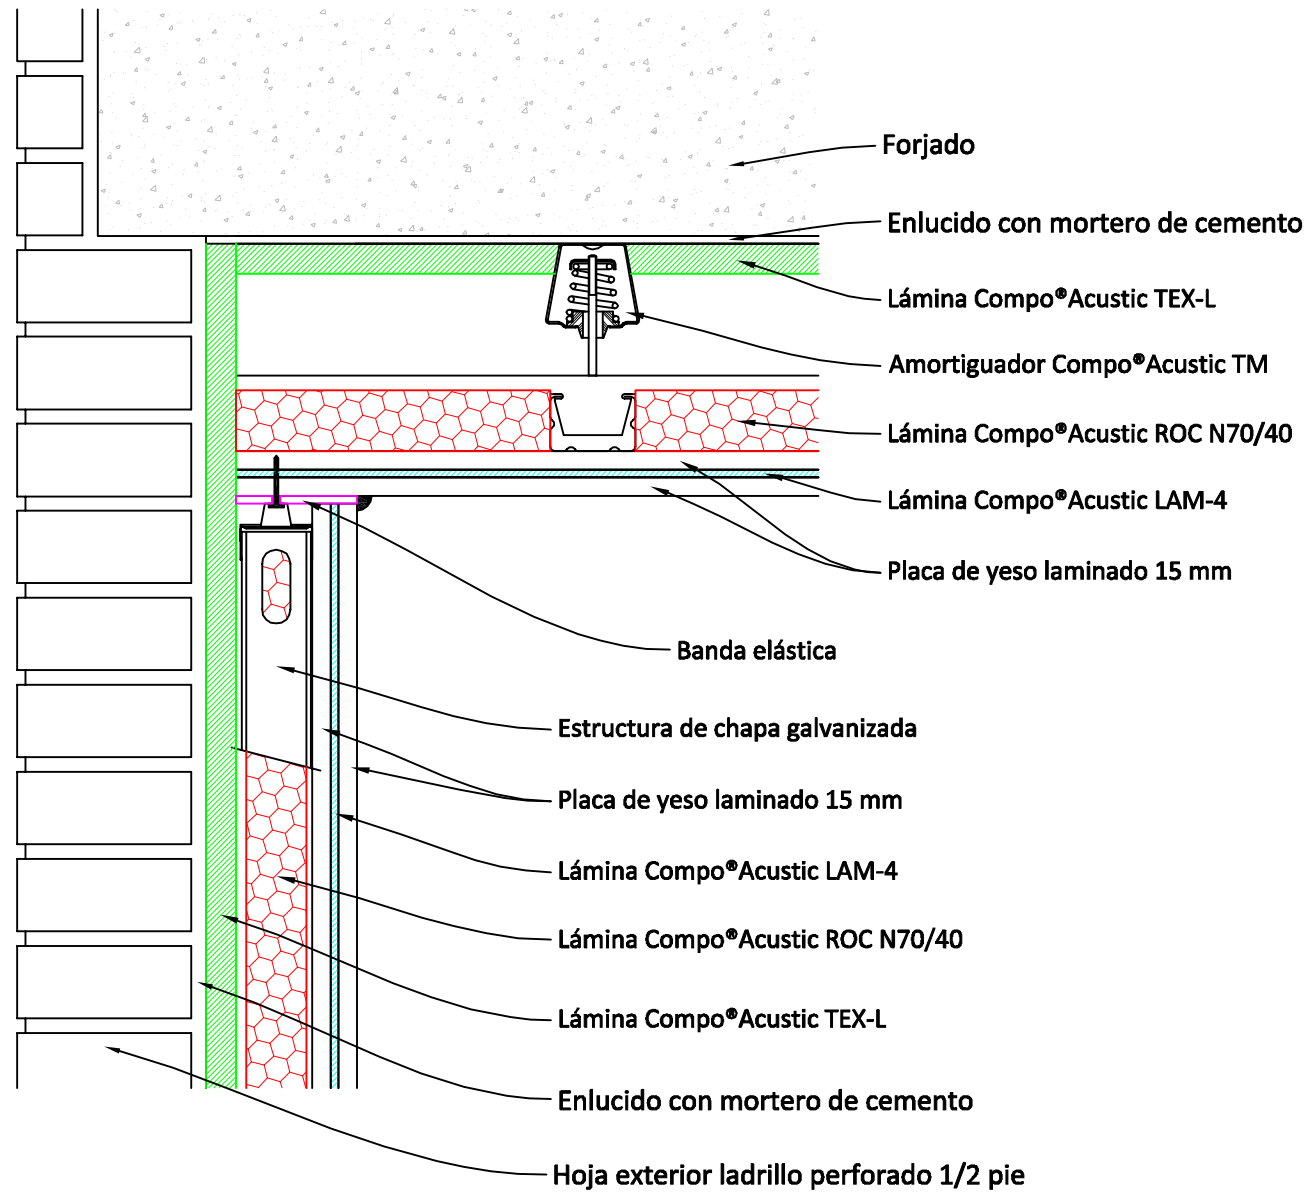 Forjado
Enlucido con mortero de cemento
Lámina Compo®Acustic TEX-L
Amortiguador Compo®Acustic TM
Lámina Compo®Acustic ROC N70/40
Lámina Compo®Acustic LAM-4
Placa de yeso laminado 15 mm
Banda elástica
Estructura de chapa galvanizada
Placa de yeso laminado 15 mm
Lámina Compo®Acustic LAM-4
Lámina Compo®Acustic ROC N70/40
Lámina Compo®Acustic TEX-L
Enlucido con mortero de cemento
Hoja exterior ladrillo perforado 1/2 pie